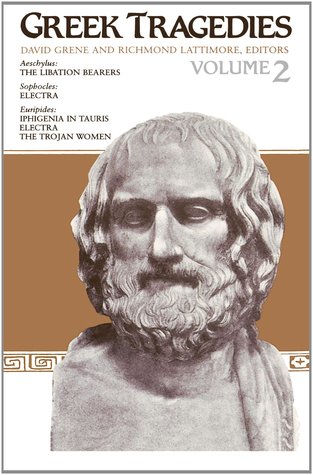 GREEK TRAGEDIES
DAVID GRENE AND RICHMOND LATTIMORE, EDITORS
VOLUME 2
Aeschylus:
THE LIBATION BEARERS
Sophocles:
ELECTRA
Euripides:
IPHIGENIA IN TAURIS
ELECTRA
THE TROJAN WOMEN